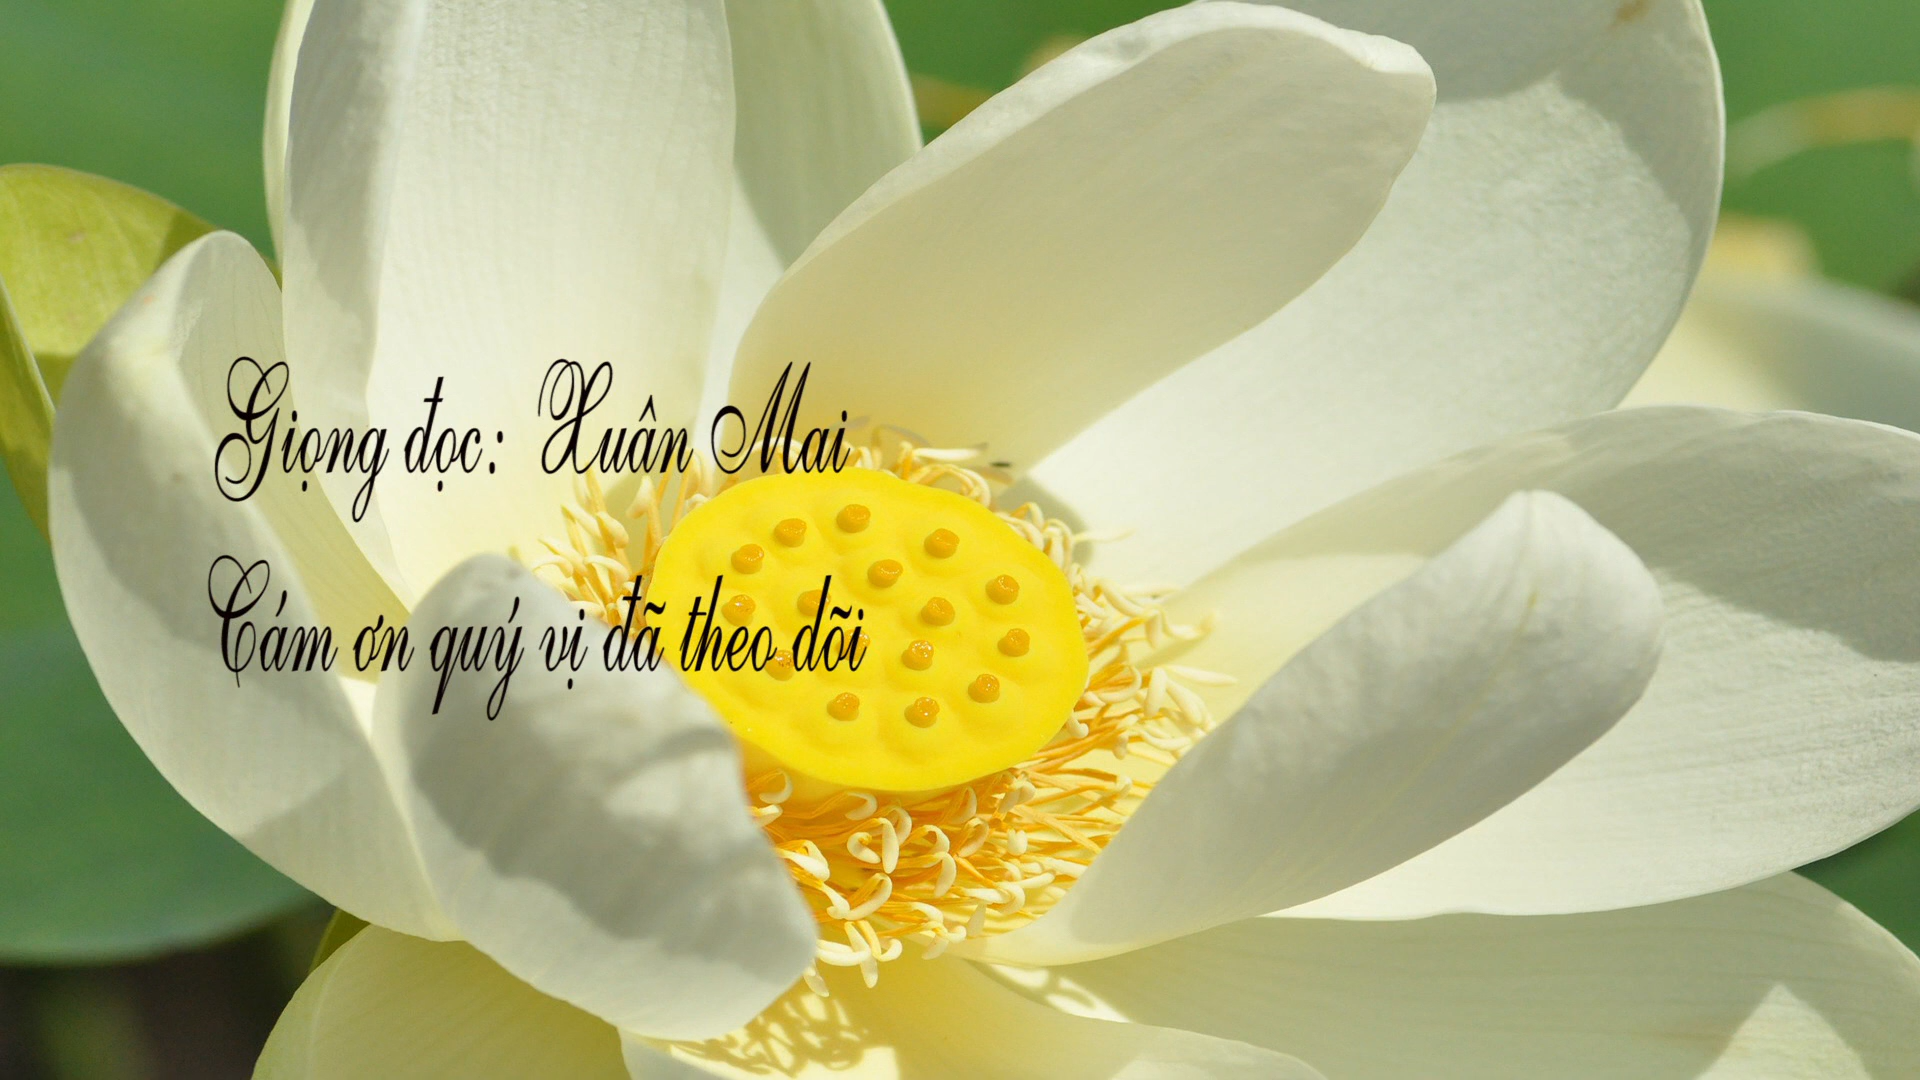 Giọng đọc: Xuân Mai
Cám ơn quý vị đã theo dõi